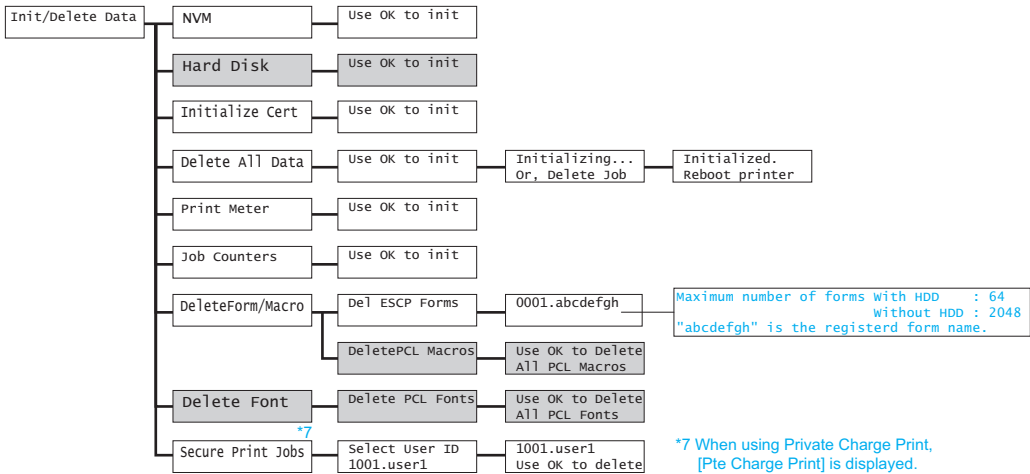 Init/Delete Data
NVM
Use OK to init
Hard Disk
Use OK to init
Initialize Cert
Use OK to init
Delete All Data
Use OK to init
Initializing...
Or, Delete Job
Initialized.
Reboot printer
Print Meter
Use OK to init
Job Counters
Use OK to init
DeleteForm/Macro
Del ESCP Forms
0001.abcdefgh
Maximum number of forms With HDD : 64
Without HDD : 2048
"abcdefgh" is the registerd form name.
DeletePCL Macros
Use OK to Delete
All PCL Macros
Delete Font
Delete PCL Fonts
Use OK to Delete
All PCL Fonts
*7
Secure Print Jobs
Select User ID
1001.user1
1001.user1
Use OK to delete
*7 When using Private Charge Print,
[Pte Charge Print] is displayed.